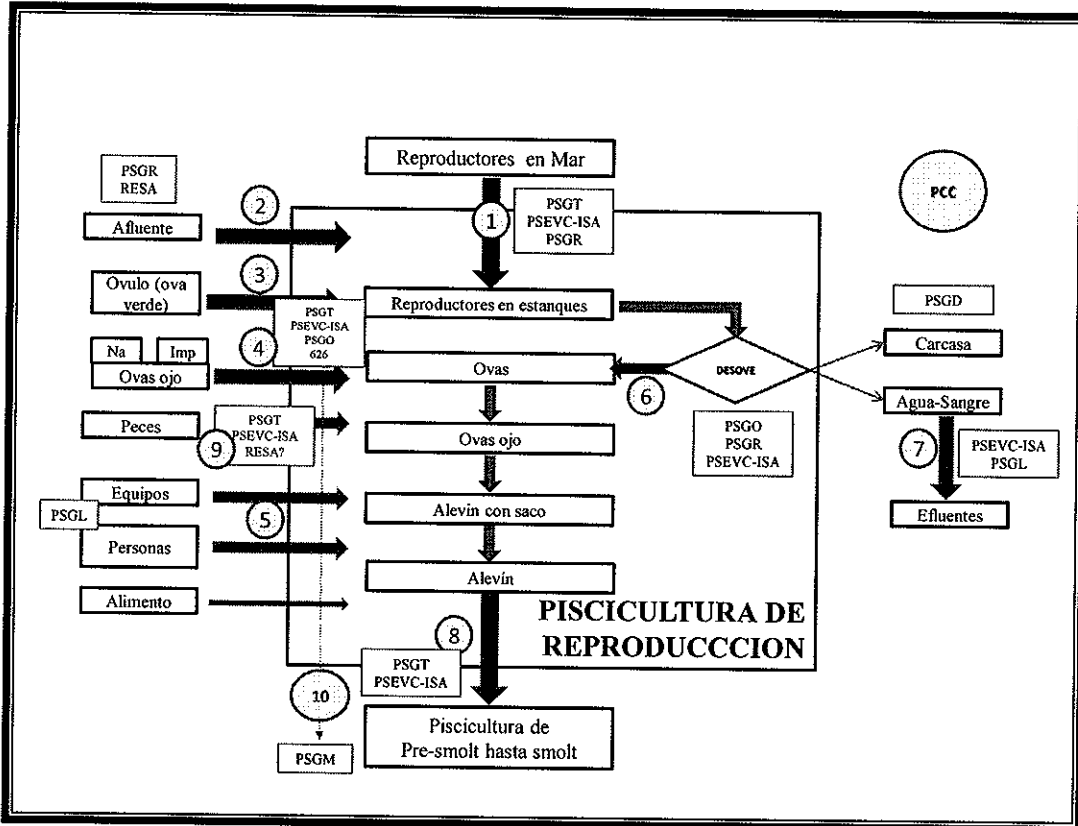 Reproductores en Mar
PSGR
RESA
PCC
2
1
PSGT
PSEVC-ISA
PSGR
Afluente
3
Ovulo (ova
verde)
Reproductores en estanques
PSGT
PSEVC-ISA
PSGO
626
PSGD
4
Na
Imp
Ovas ojo
Ovas
6
DESOVE
Carcasa
Agua-Sangre
Peces
9
PSGT
PSEVC-ISA
RESA?
Ovas ojo
PSGO
PSGR
PSEVC-ISA
7
PSEVC-ISA
PSGL
Equipos
PSGL
5
Alevin con saco
Efluentes
Personas
Alevín
Alimento
PISCICULTURA DE
REPRODUCCCION
8
PSGT
PSEVC-ISA
10
Piscicultura de
Pre-smolt hasta smolt
PSGM